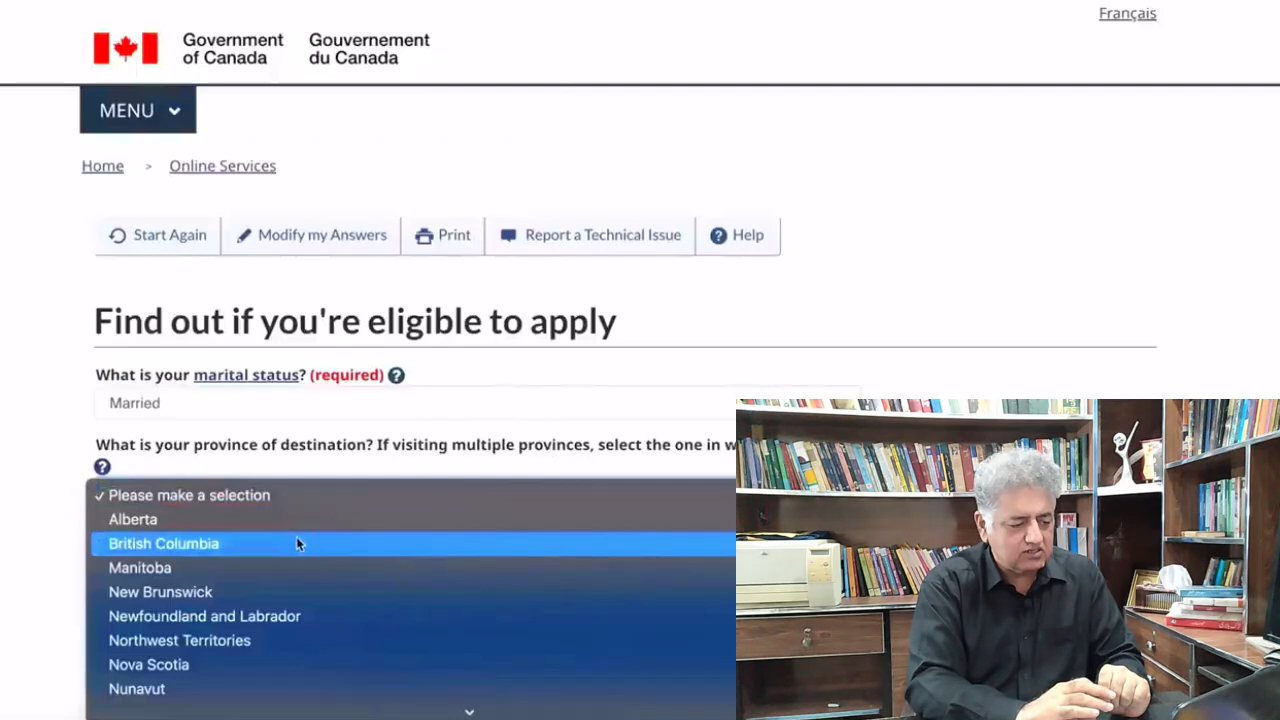 Français
Government of Canada
Gouvernement du Canada
MENU
Home > Online Services
Start Again
Modify my Answers
Print
Report a Technical Issue
? Help
Find out if you're eligible to apply
What is your marital status? (required) ?
Married
What is your province of destination? If visiting multiple provinces, select the one in w
?
✓ Please make a selection
Alberta
British Columbia
Manitoba
New Brunswick
Newfoundland and Labrador
Northwest Territories
Nova Scotia
Nunavut